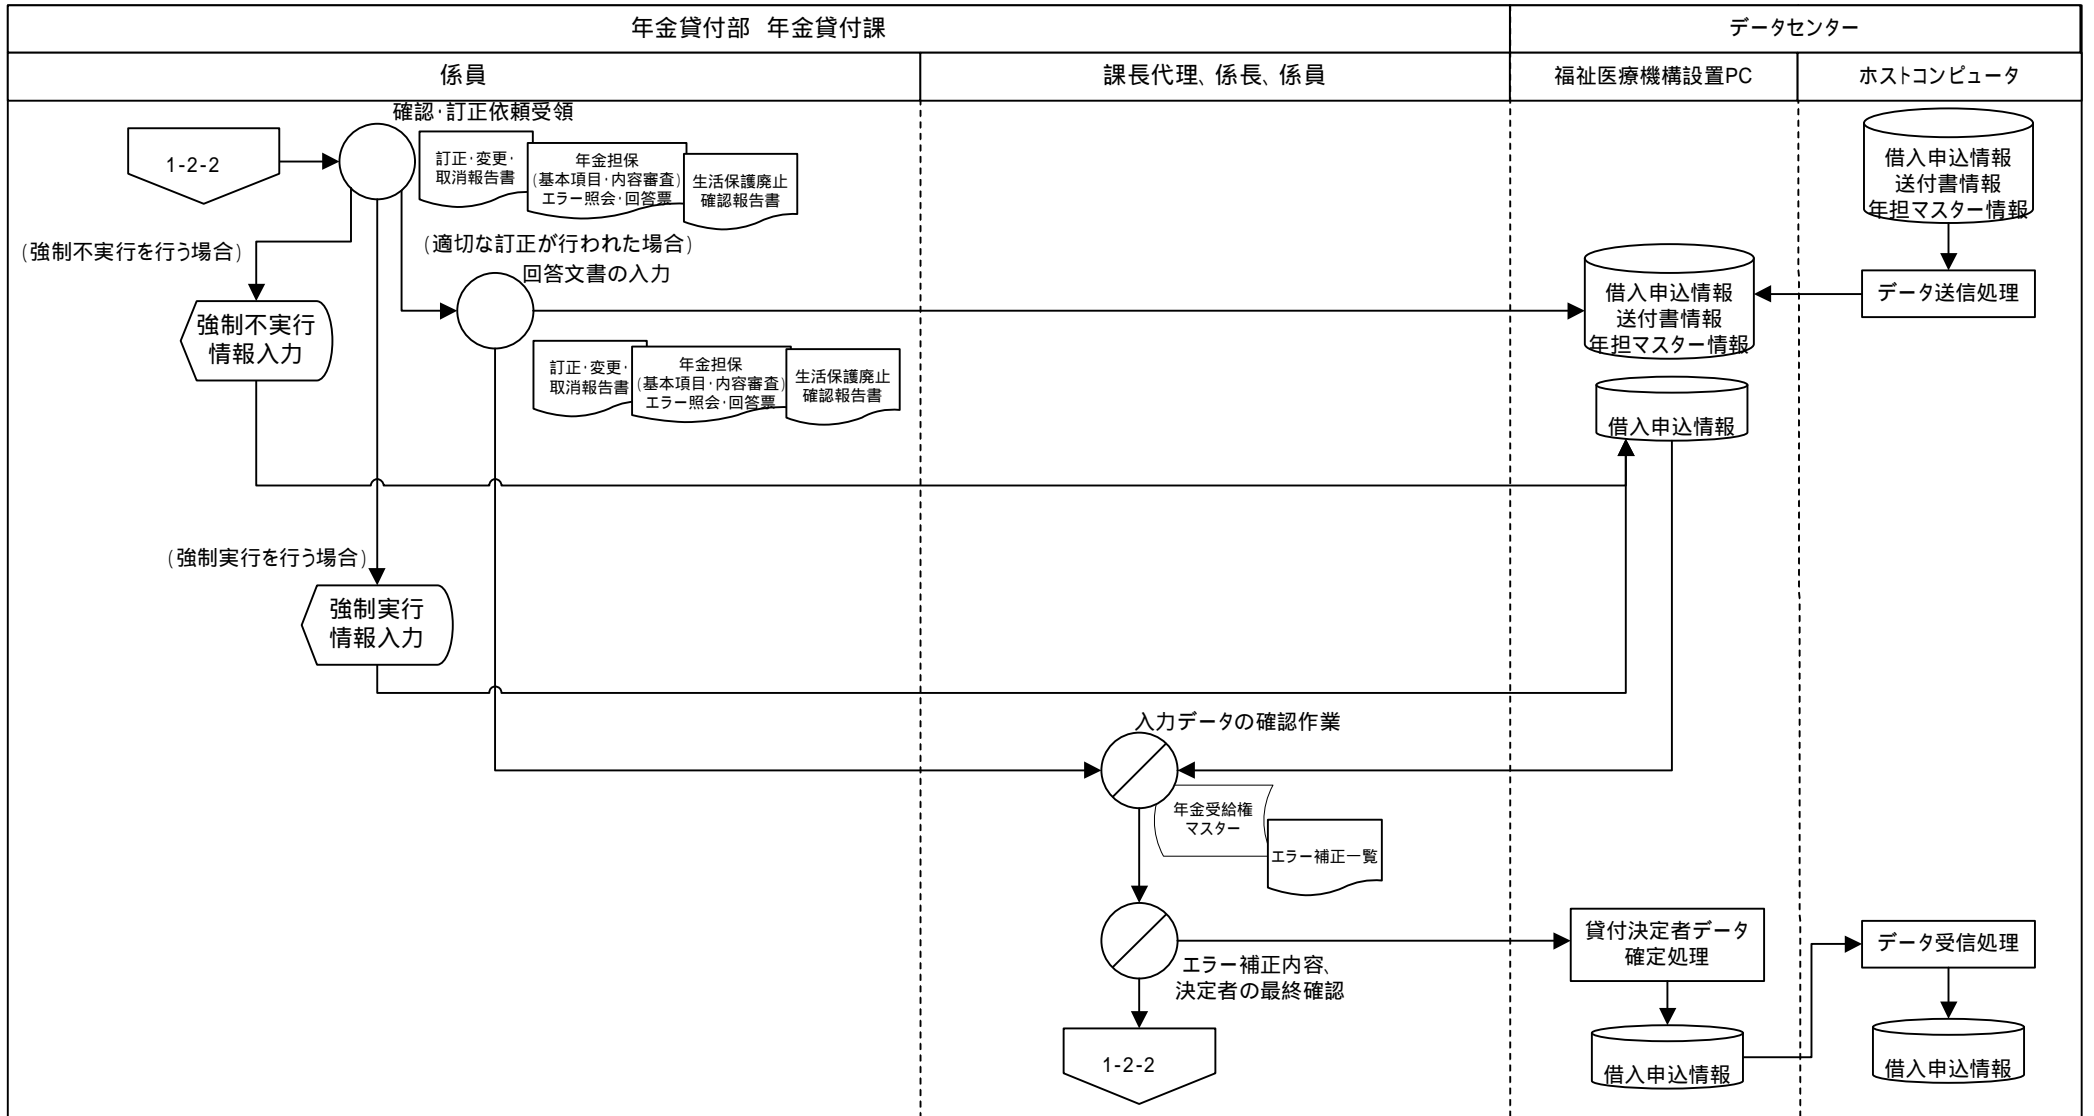 年金貸付部 年金貸付課
データセンター
係員
課長代理、係長、係員
福祉医療機構設置PC
ホストコンピュータ
確認・訂正依頼受領
1-2-2
訂正・変更・
取消報告書
年金担保
(基本項目・内容審査)
エラー照会・回答票
生活保護廃止
確認報告書
借入申込情報
送付書情報
年担マスター情報
(強制不実行を行う場合)
(適切な訂正が行われた場合)
回答文書の入力
借入申込情報
送付書情報
年担マスター情報
データ送信処理
強制不実行
情報入力
訂正・変更・
取消報告書
年金担保
(基本項目・内容審査)
エラー照会・回答票
生活保護廃止
確認報告書
借入申込情報
(強制実行を行う場合)
強制実行
情報入力
入力データの確認作業
年金受給権
マスター
エラー補正一覧
エラー補正内容、
決定者の最終確認
貸付決定者データ
確定処理
データ受信処理
1-2-2
借入申込情報
借入申込情報